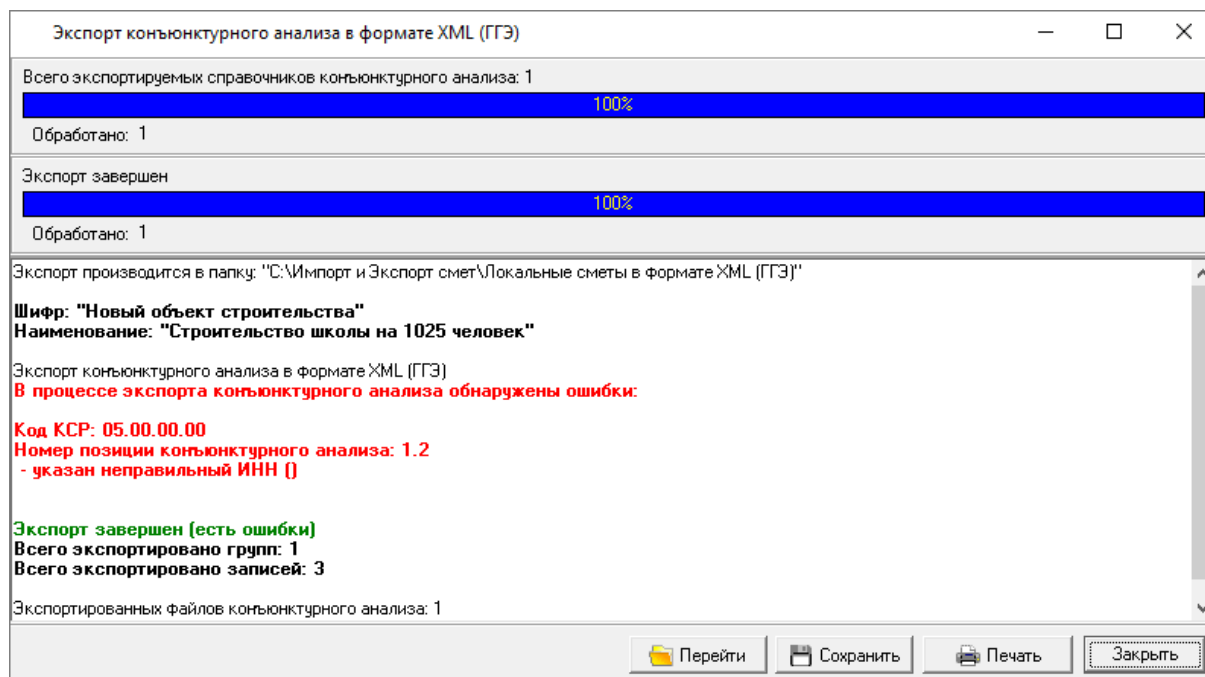 Экспорт конъюнктурного анализа в формате XML (ГГЭ)
Всего экспортируемых справочников конъюнктурного анализа: 1
100%
Обработано: 1
Экспорт завершен
100%
Обработано: 1
Экспорт производится в папку: "C:\Импорт и Экспорт смет\Локальные сметы в формате XML (ГГЭ)"
Шифр: "Новый объект строительства"
Наименование: "Строительство школы на 1025 человек"
Экспорт конъюнктурного анализа в формате XML (ГГЭ)
В процессе экспорта конъюнктурного анализа обнаружены ошибки:
Код КСР: 05.00.00.00
Номер позиции конъюнктурного анализа: 1.2
- указан неправильный ИНН ()
Экспорт завершен (есть ошибки)
Всего экспортировано групп: 1
Всего экспортировано записей: 3
Экспортированных файлов конъюнктурного анализа: 1
Перейти Сохранить Печать Закрыть